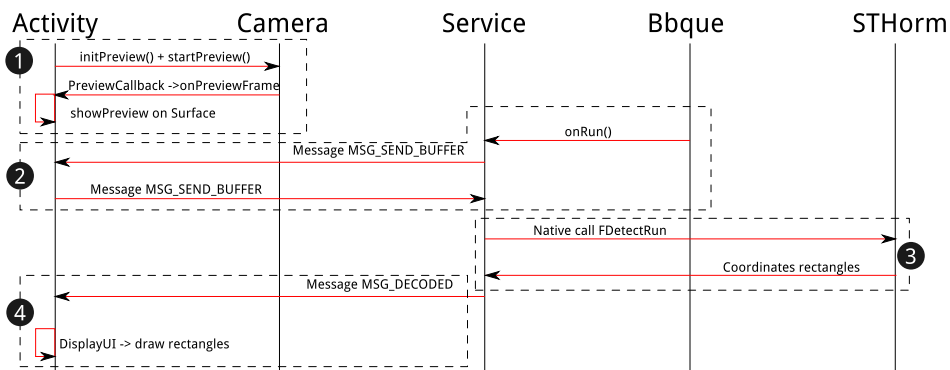 Activity Camera Service Bbque STHorm
1
initPreview() + startPreview()
PreviewCallback ->onPreviewFrame
showPreview on Surface
onRun()
Message MSG_SEND_BUFFER
2
Message MSG_SEND_BUFFER
Native call FDetectRun
3
Coordinates rectangles
Message MSG_DECODED
4
DisplayUI -> draw rectangles